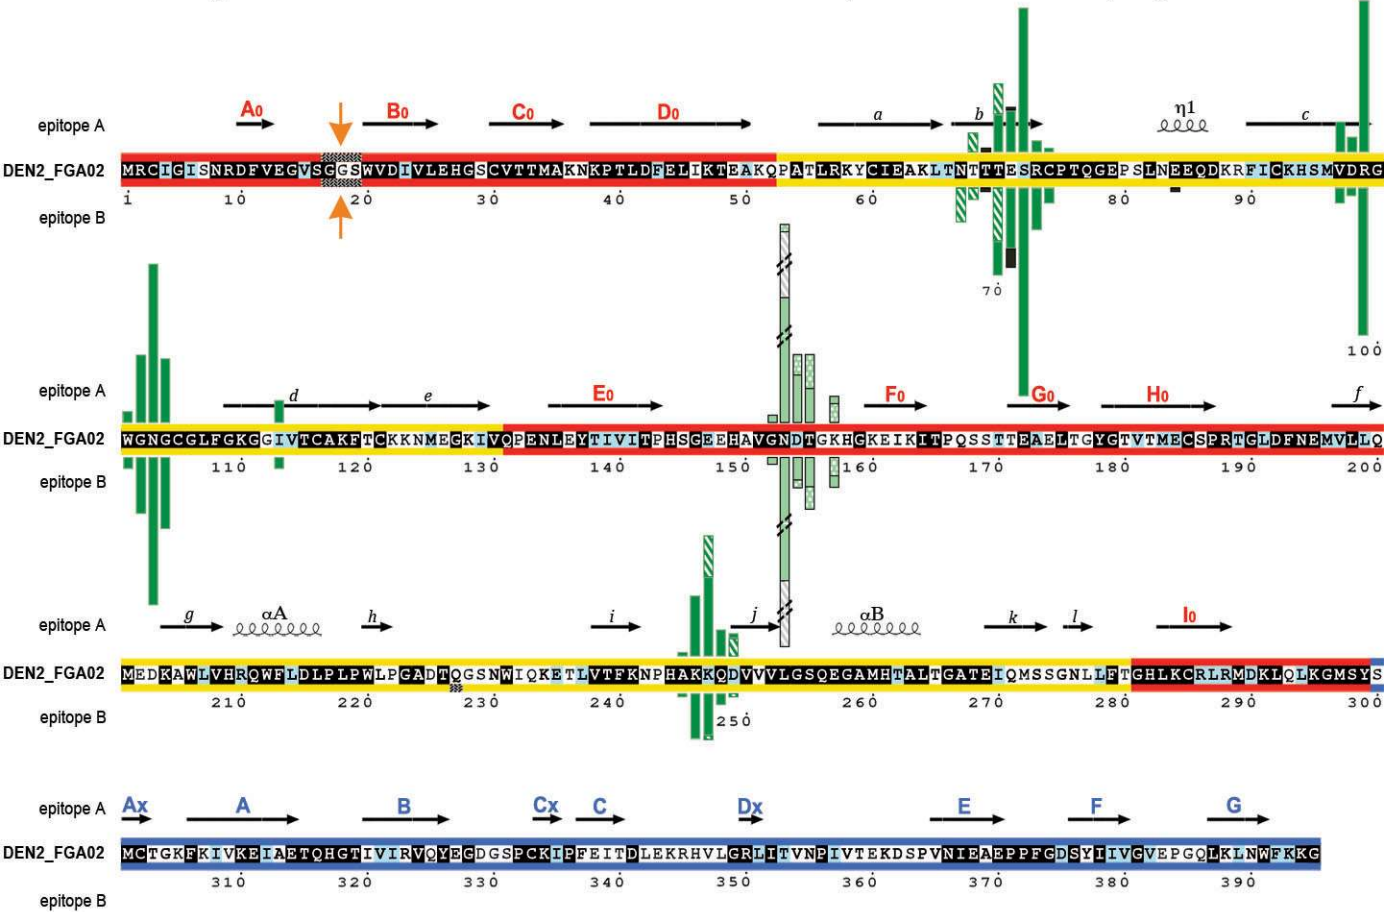 A0 B0 C0 D0 a b η1 c
epitope A
DEN2_FGA02 MRCIGISNRDFVEGVSGGSWVDIVLEHGSCVTTMAKNKPTLDFELIKTEAKQPATLRKYCIEAKLTNTTTESRCPTQGEPSLNEEQDKRFICKHSMVDRG
1 10 20 30 40 50 60 80 90
epitope B
70
100
epitope A d e E0 F0 G0 H0 f
DEN2_FGA02 WGNGCGLFGKGGIVTCAKFTCKKNMEGKIVQPENLEYTIVITPHSGEEHAVGNDTGKHGKEIKITPQSSTTEAELTGYGTVTMECSPRTGLDFNEMVLLQ
110 120 130 140 150 160 170 180 190 200
epitope B
g αA h i j αB k l I0
epitope A
DEN2_FGA02 MEDKAWLVHRQWFLDLPLPWLPGADTQGSNWIQKETLVTFKNPHAKKQDVVVLGSQEGAMHTALTGATEIQMSSGNLLFTGHLKCRLRMDKLQLKGMSYS
210 220 230 240 260 270 280 290 300
epitope B 250
epitope A Ax A B Cx C Dx E F G
DEN2_FGA02 MCTGKFKIVKEIAETQHGTIVIRVQYEGDGSPCKIPFEITDLEKRHVLGRLITVNPIVTEKDSPVNIEAEPPFGDSYIIVGVEPGQLKLNWFKKG
310 320 330 340 350 360 370 380 390
epitope B